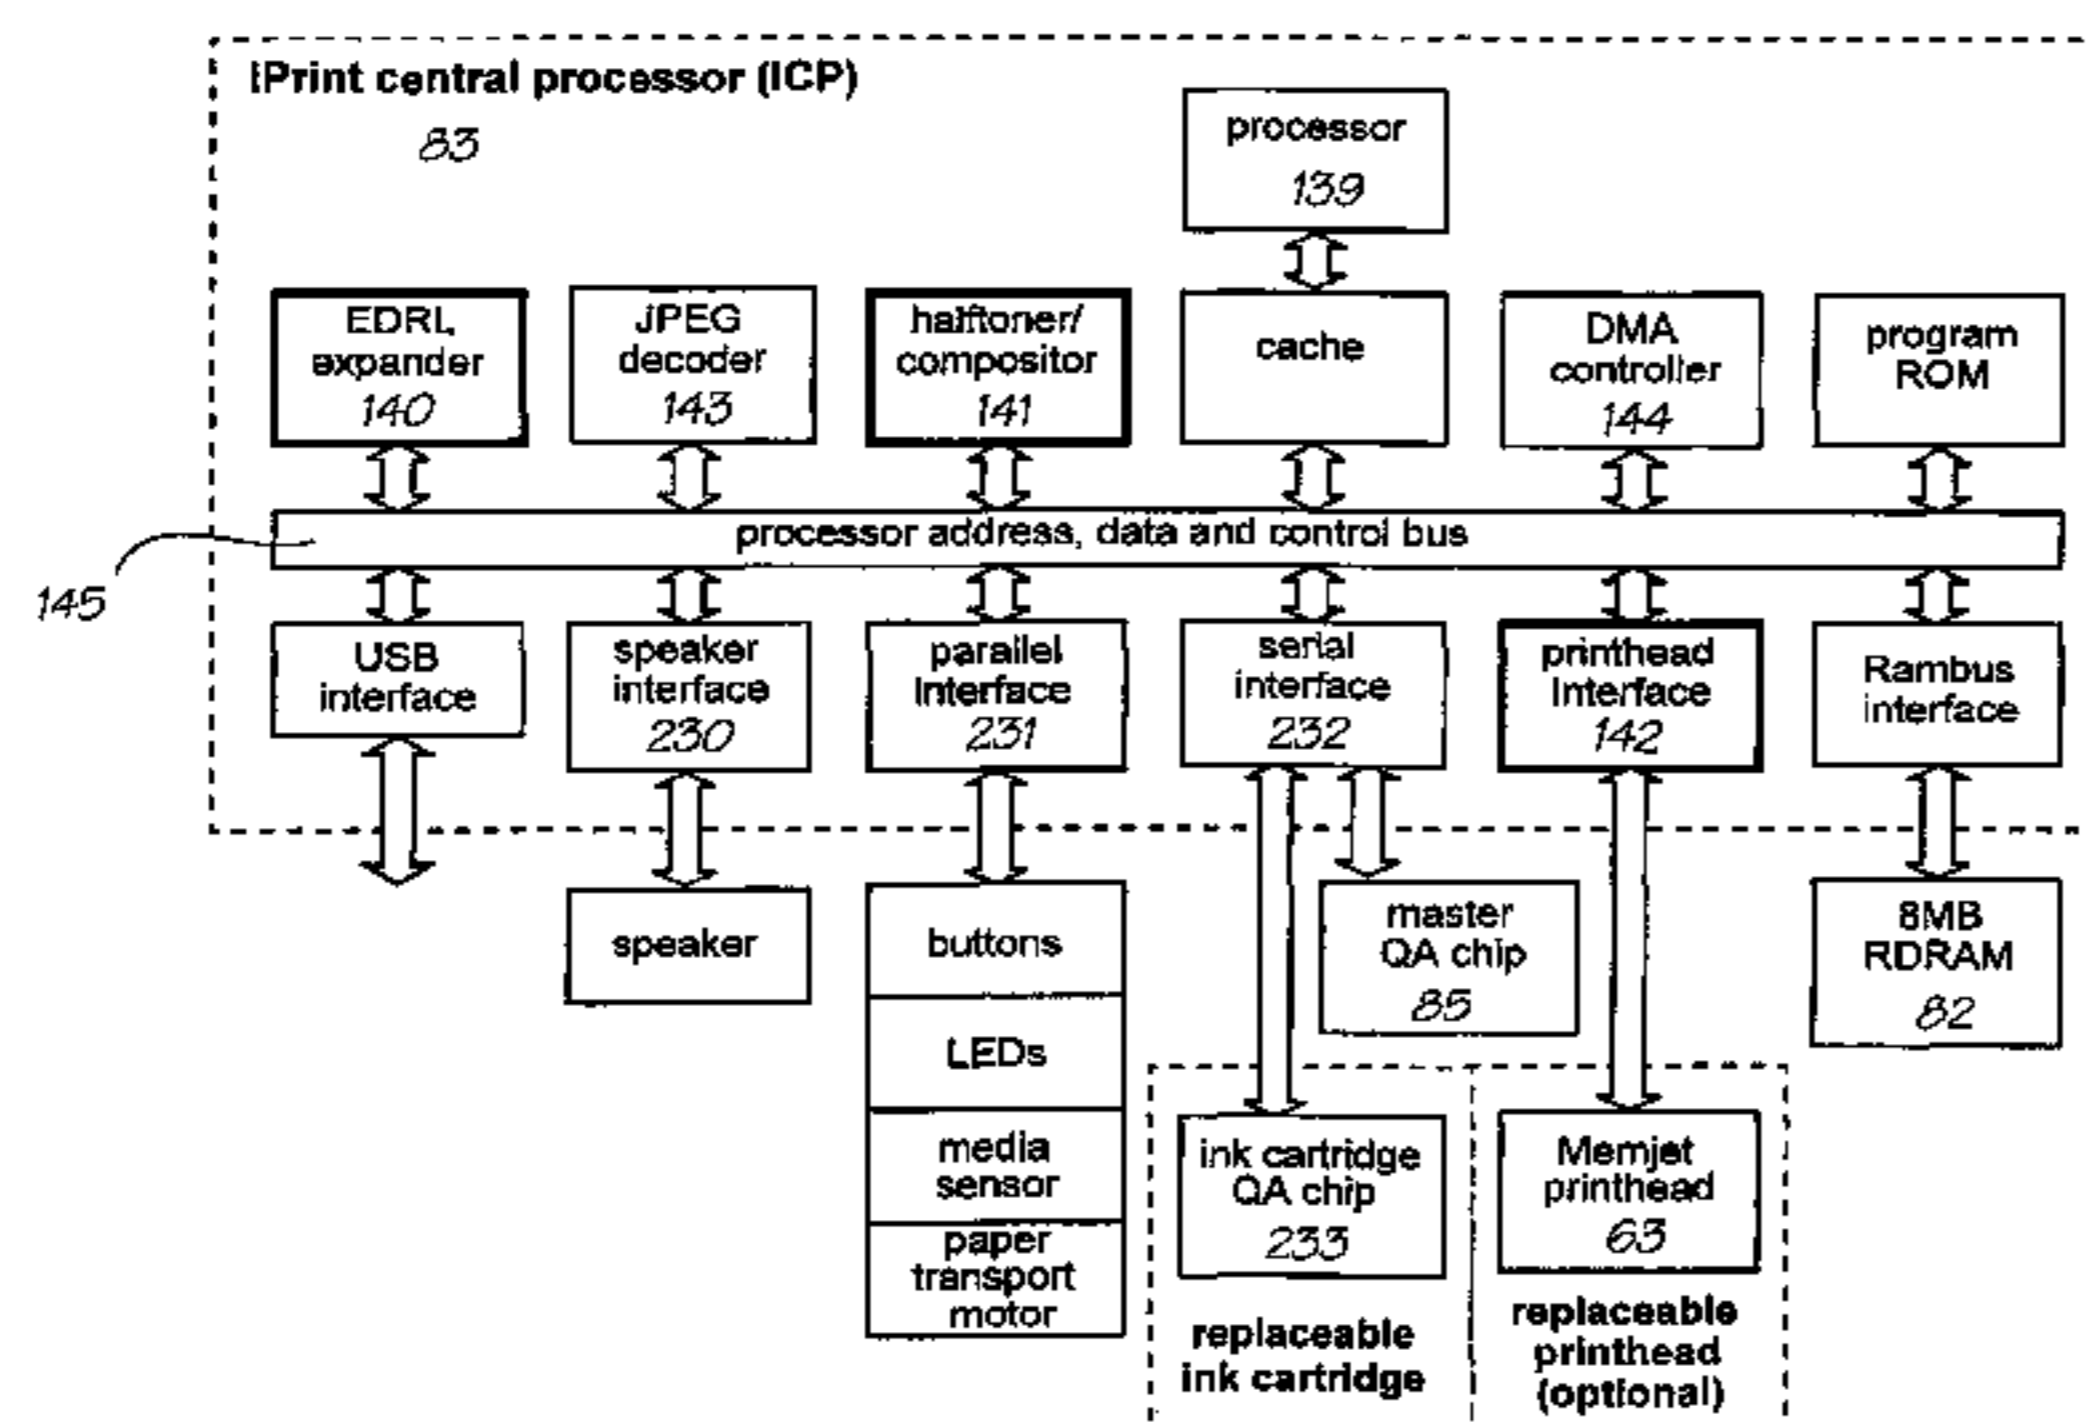 iPrint central processor (ICP)
83
processor
139
EDRL
expander
140
JPEG
decoder
143
halftoner/
compositor
141
cache
DMA
controller
144
program
ROM
processor address, data and control bus
145
USB
interface
speaker
interface
230
parallel
Interface
231
serial
interface
232
printhead
Interface
142
Rambus
interface
speaker
buttons
LEDs
media
sensor
paper
transport
motor
master
QA chip
85
8MB
RDRAM
82
ink cartridge
QA chip
233
replaceable
ink cartridge
Memjet
printhead
63
replaceable
printhead
(optional)